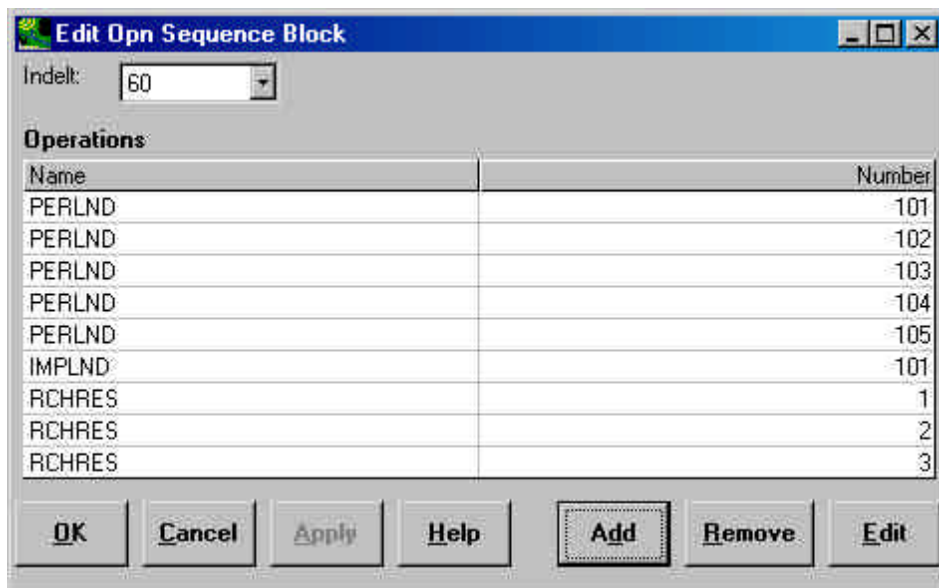 Edit Opn Sequence Block
Indelt: 60
Operations
Name Number
PERLND 101
PERLND 102
PERLND 103
PERLND 104
PERLND 105
IMPLND 101
RCHRES 1
RCHRES 2
RCHRES 3
OK Cancel Apply Help Add Remove Edit